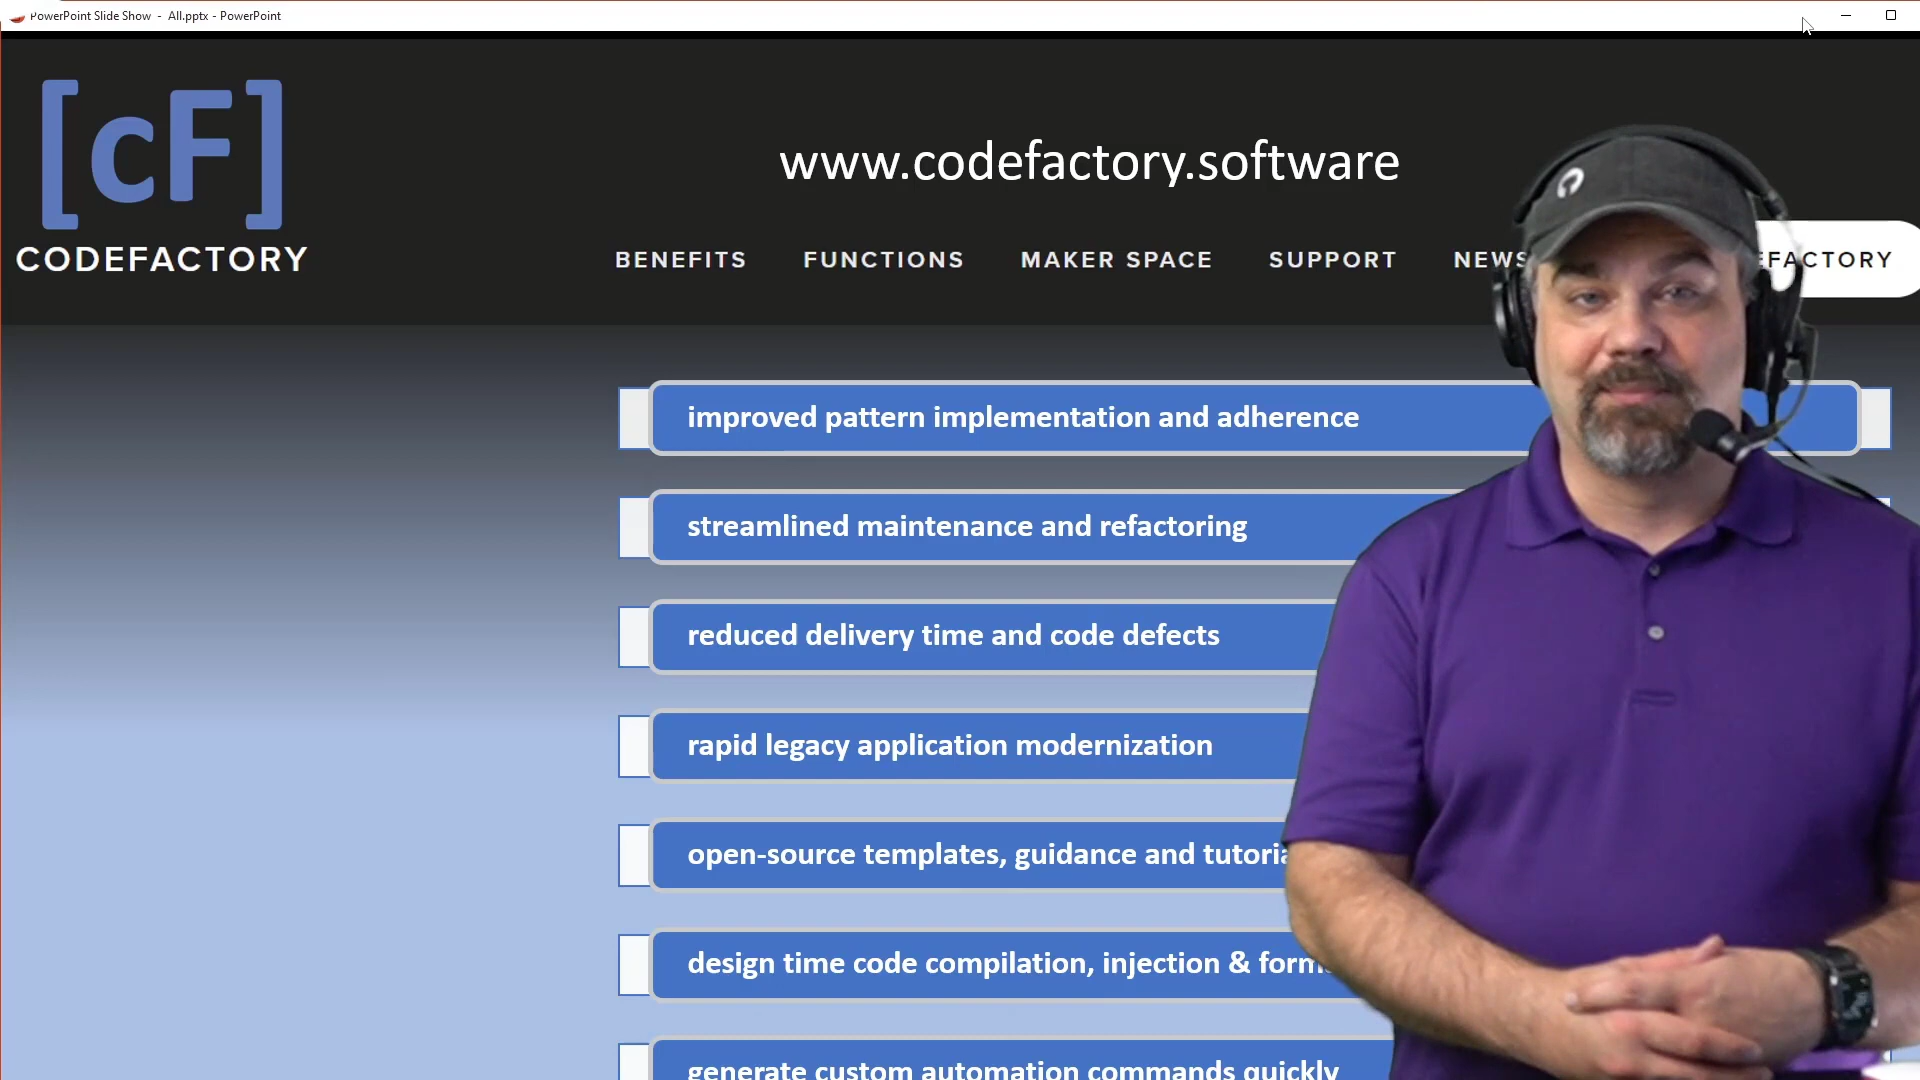 PowerPoint Slide Show - All.pptx - PowerPoint
[cF]
CODEFACTORY
www.codefactory.software
BENEFITS FUNCTIONS MAKER SPACE SUPPORT NEWS
improved pattern implementation and adherence
streamlined maintenance and refactoring
reduced delivery time and code defects
rapid legacy application modernization
open-source templates, guidance and
design time code compilation, injection &
generate custom automation commands quickly